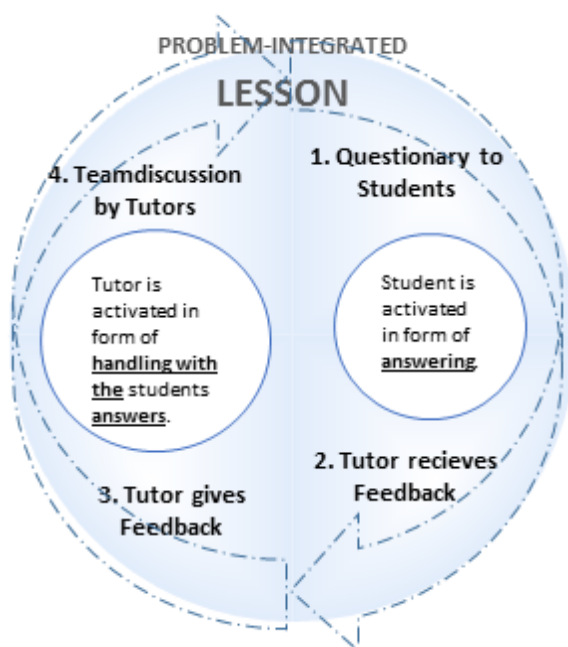 PROBLEM-INTEGRATED
LESSON
1. Questionary to
Students
4. Teamdiscussion
by Tutors
Tutor is
activated in
form of
handling with
the students
answers.
Student is
activated
in form of
answering.
2. Tutor recieves
Feedback
3. Tutor gives
Feedback